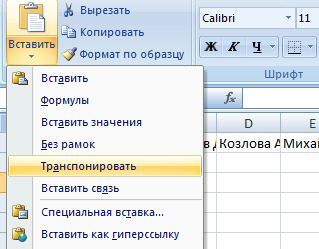 Вставить
Вырезать
Копировать
Формат по образцу
Calibri
11
Ж К Ч
Шрифт
Вставить
Формулы
Вставить значения
Без рамок
Транспонировать
Вставить связь
Специальная вставка...
Вставить как гиперссылку
fx
D E
Козлова А Миха